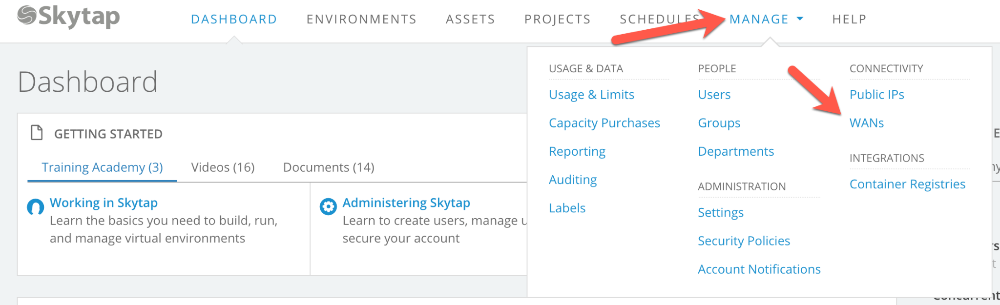 Skytap
DASHBOARD ENVIRONMENTS ASSETS PROJECTS SCHEDULES MANAGE HELP
Dashboard
GETTING STARTED
Training Academy (3) Videos (16) Documents (14)
Working in Skytap
Learn the basics you need to build, run,
and manage virtual environments
Administering Skytap
Learn to create users, manage
secure your account
USAGE & DATA
Usage & Limits
Capacity Purchases
Reporting
Auditing
Labels
PEOPLE
Users
Groups
Departments
ADMINISTRATION
Settings
Security Policies
Account Notifications
CONNECTIVITY
Public IPs
WANs
INTEGRATIONS
Container Registries